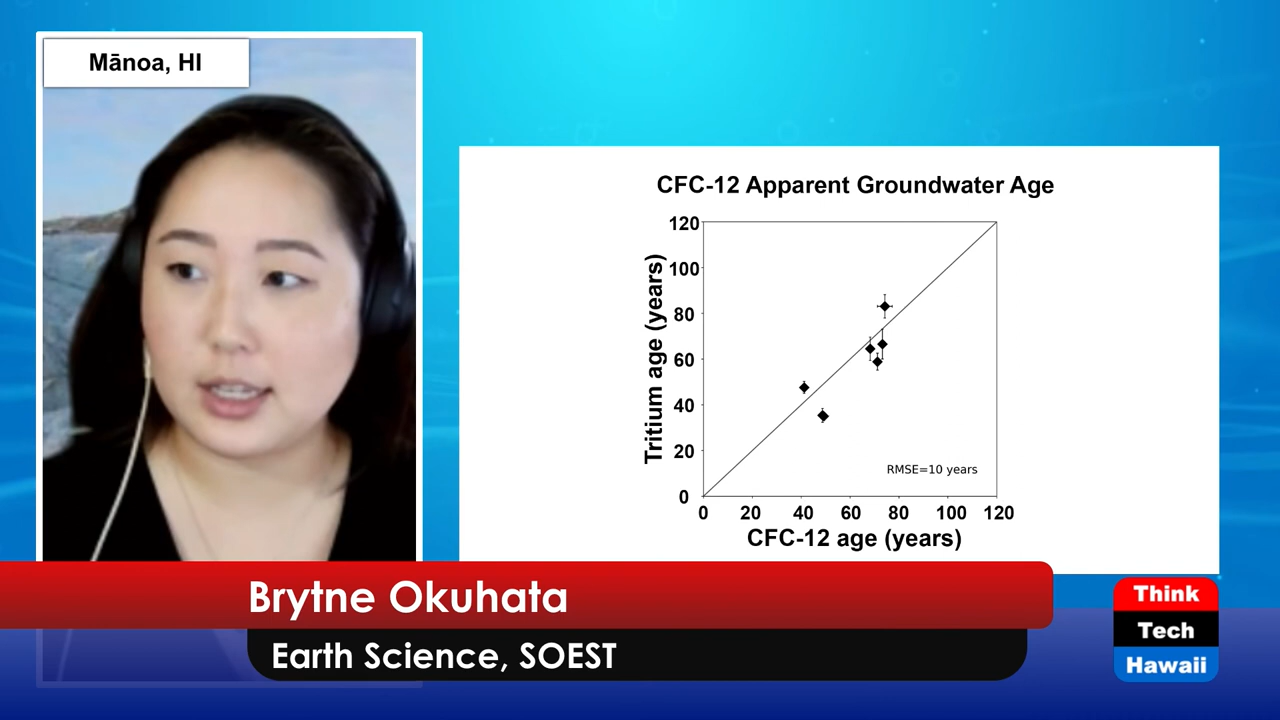 Mānoa, HI
CFC-12 Apparent Groundwater Age
Tritium age (years)
120
100
80
60
40
20
0
RMSE=10 years
0 20 40 60 80 100 120
CFC-12 age (years)
Brytne Okuhata
Earth Science, SOEST
Think
Tech
Hawaii